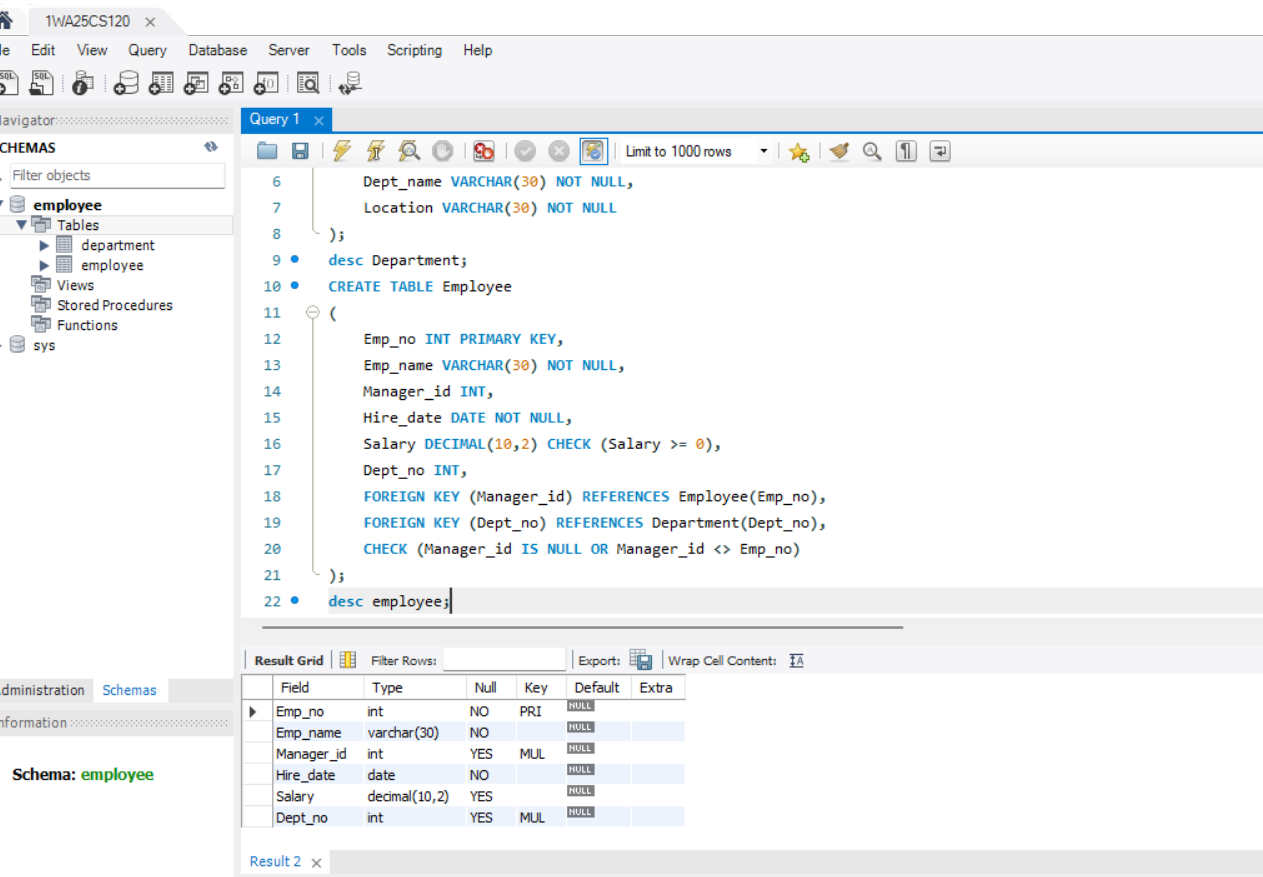 1WA25CS120
Edit View Query Database Server Tools Scripting Help
Query 1
SCHEMAS
Limit to 1000 rows
Filter objects
employee
Tables
department
employee
Views
Stored Procedures
Functions
sys
6 Dept_name VARCHAR(30) NOT NULL,
7 Location VARCHAR(30) NOT NULL
8 );
9 desc Department;
10 CREATE TABLE Employee
11 (
12 Emp_no INT PRIMARY KEY,
13 Emp_name VARCHAR(30) NOT NULL,
14 Manager_id INT,
15 Hire_date DATE NOT NULL,
16 Salary DECIMAL(10,2) CHECK (Salary >= 0),
17 Dept_no INT,
18 FOREIGN KEY (Manager_id) REFERENCES Employee(Emp_no),
19 FOREIGN KEY (Dept_no) REFERENCES Department(Dept_no),
20 CHECK (Manager_id IS NULL OR Manager_id <> Emp_no)
21 );
22 desc employee;
Result Grid Filter Rows: Export: Wrap Cell Content:
Field Type Null Key Default Extra
Emp_no int NO PRI NULL
Emp_name varchar(30) NO NULL
Manager_id int YES MUL NULL
Hire_date date NO NULL
Salary decimal(10,2) YES NULL
Dept_no int YES MUL NULL
Administration Schemas
Information
Schema: employee
Result 2